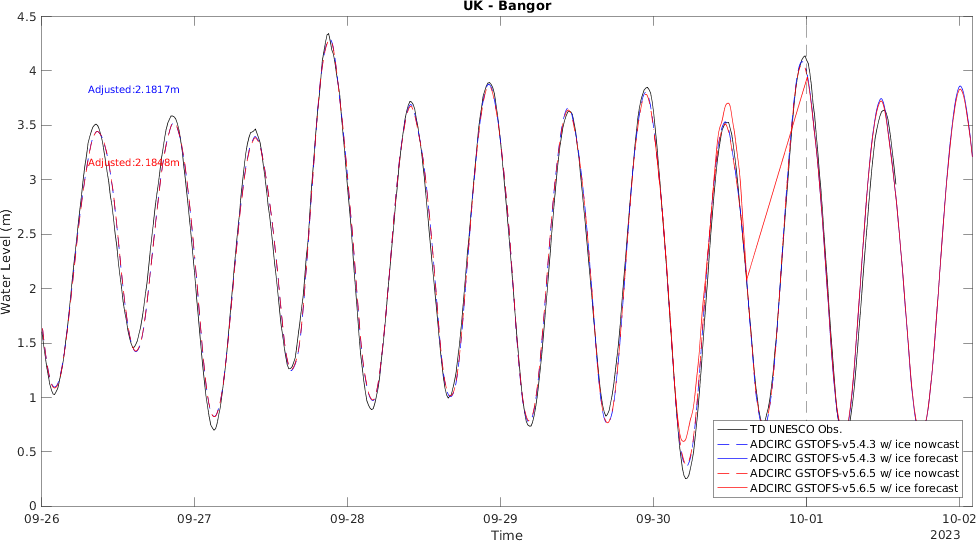 UK - Bangor
4.5
4
3.5
3
2.5
2
1.5
1
0.5
0
Water Level (m)
Adjusted:2.1817m
Adjusted:2.1848m
TD UNESCO Obs.
ADCIRC GSTOFS-v5.4.3 w/ ice nowcast
ADCIRC GSTOFS-v5.4.3 w/ ice forecast
ADCIRC GSTOFS-v5.6.5 w/ ice nowcast
ADCIRC GSTOFS-v5.6.5 w/ ice forecast
09-26 09-27 09-28 09-29 09-30 10-01 10-02
Time
2023